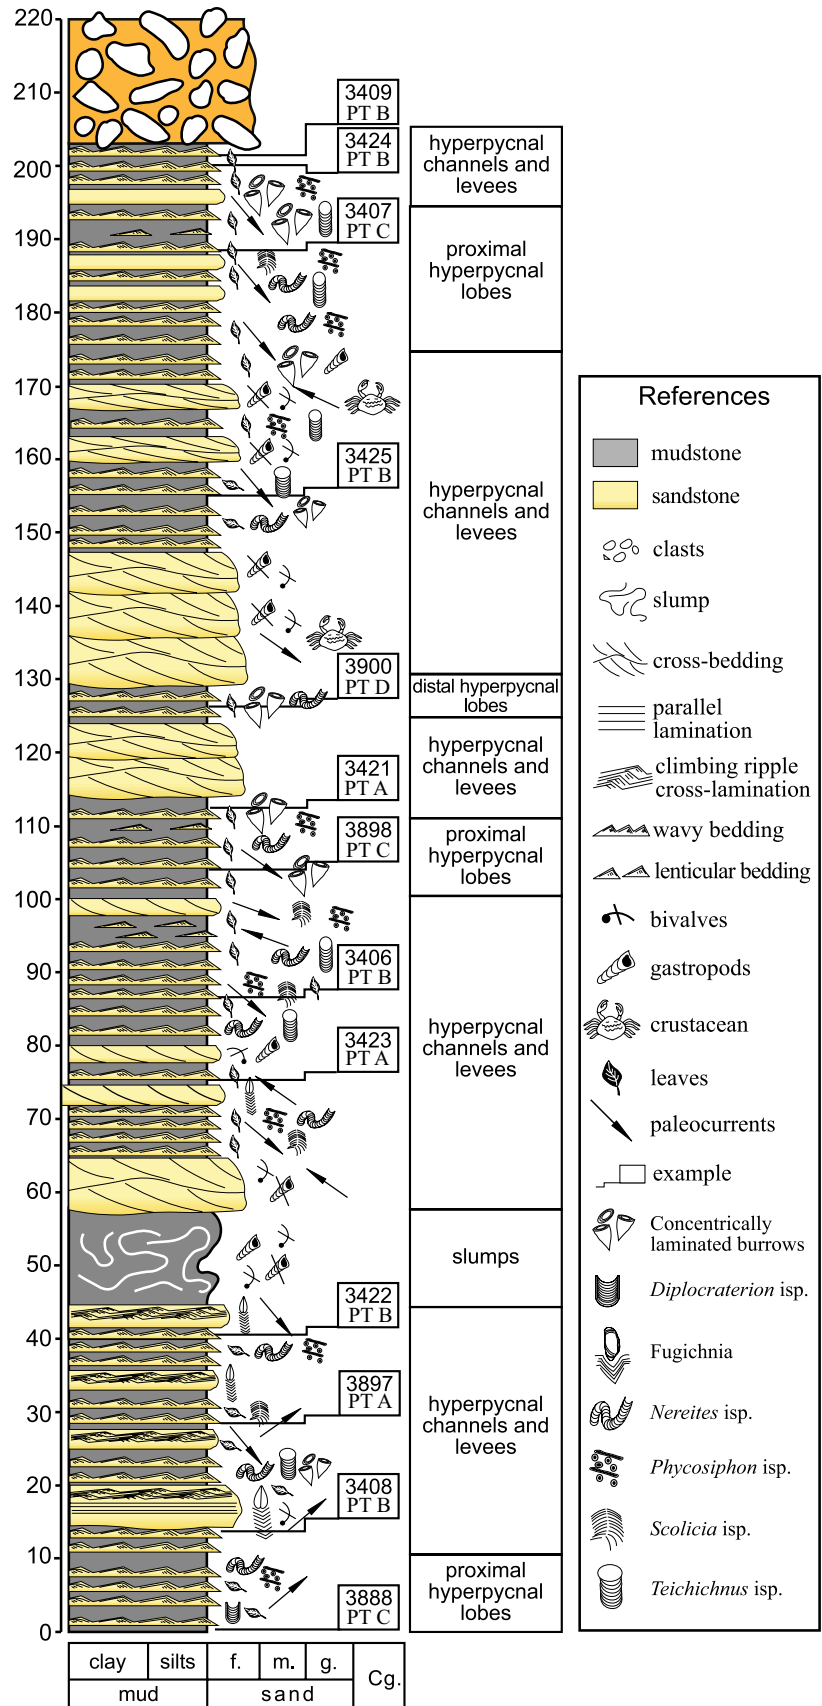 220
210
200
190
180
170
160
150
140
130
120
110
100
90
80
70
60
50
40
30
20
10
0
3409
PT B
3424
PT B
3407
PT C
3425
PT B
3900
PT D
3421
PT A
3898
PT C
3406
PT B
3423
PT A
3422
PT B
3897
PT A
3408
PT B
3888
PT C
hyperpycnal
channels and
levees
proximal
hyperpycnal
lobes
hyperpycnal
channels and
levees
distal hyperpycnal
lobes
hyperpycnal
channels and
levees
proximal
hyperpycnal
lobes
hyperpycnal
channels and
levees
slumps
hyperpycnal
channels and
levees
proximal
hyperpycnal
lobes
References
mudstone
sandstone
clasts
slump
cross-bedding
parallel
lamination
climbing ripple
cross-lamination
wavy bedding
lenticular bedding
bivalves
gastropods
crustacean
leaves
paleocurrents
example
Concentrically
laminated burrows
Diplocraterion isp.
Fugichnia
Nereites isp.
Phycosiphon isp.
Scolicia isp.
Teichichnus isp.
clay silts f. m. g. Cg.
mud sand